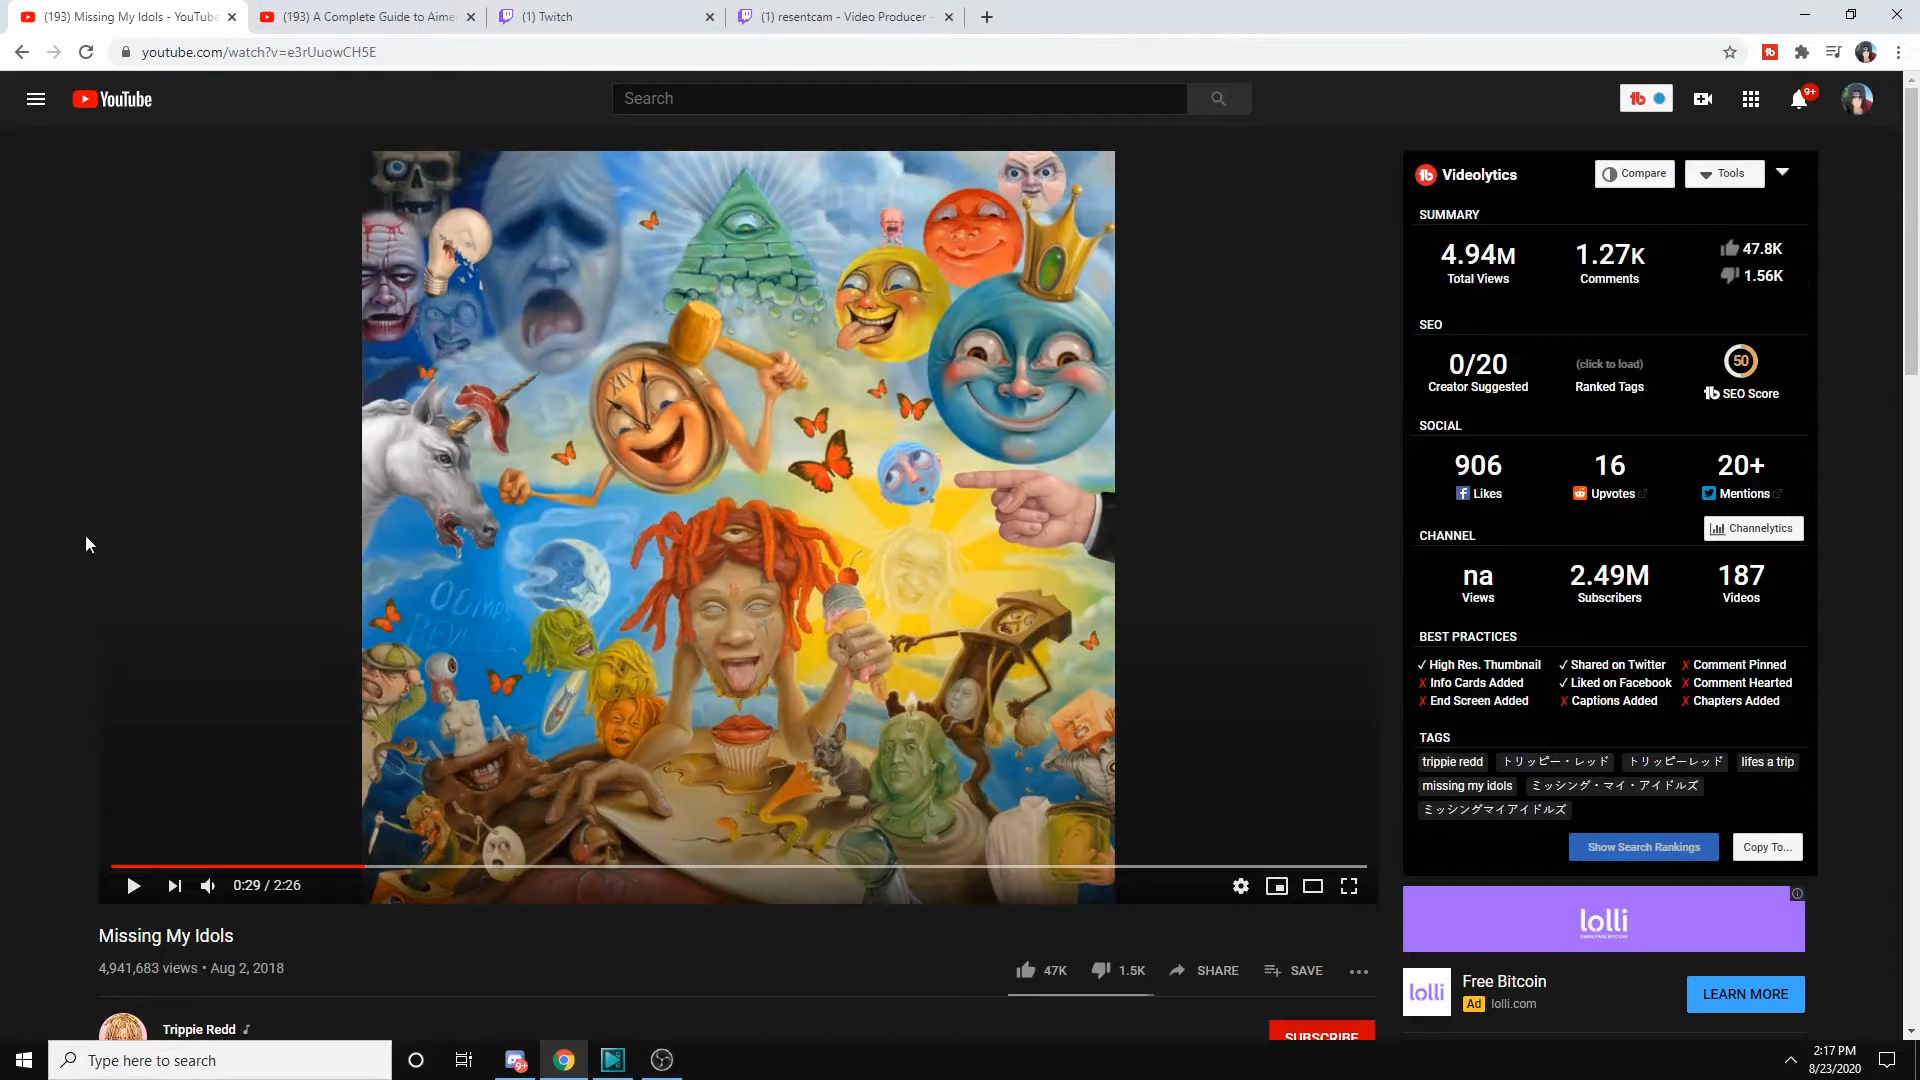 (193) Missing My Idols - YouTube
(193) A Complete Guide to Aime
(1) Twitch
(1) resentcam - Video Producer -
youtube.com/watch?v=e3rUuowCH5E
YouTube
Search
9+
Videolytics
Compare
Tools
SUMMARY
4.94M
Total Views
1.27K
Comments
47.8K
1.56K
SEO
0/20
Creator Suggested
(click to load)
Ranked Tags
50
SEO Score
SOCIAL
906
Likes
16
Upvotes
20+
Mentions
CHANNEL
Channelytics
na
Views
2.49M
Subscribers
187
Videos
BEST PRACTICES
✓ High Res. Thumbnail
✓ Shared on Twitter
✗ Comment Pinned
✗ Info Cards Added
✓ Liked on Facebook
✗ Comment Hearted
✗ End Screen Added
✗ Captions Added
✗ Chapters Added
TAGS
trippie redd
トリッピー・レッド
トリッピーレッド
lifes a trip
missing my idols
ミッシング・マイ・アイドルズ
ミッシングマイアイドルズ
Show Search Rankings
Copy To...
XIV
0:29 / 2:26
lolli
Missing My Idols
4,941,683 views • Aug 2, 2018
47K
1.5K
SHARE
SAVE
lolli
Free Bitcoin
Ad lolli.com
LEARN MORE
Trippie Redd
SUBSCRIBE
Type here to search
9+
2:17 PM
8/23/2020